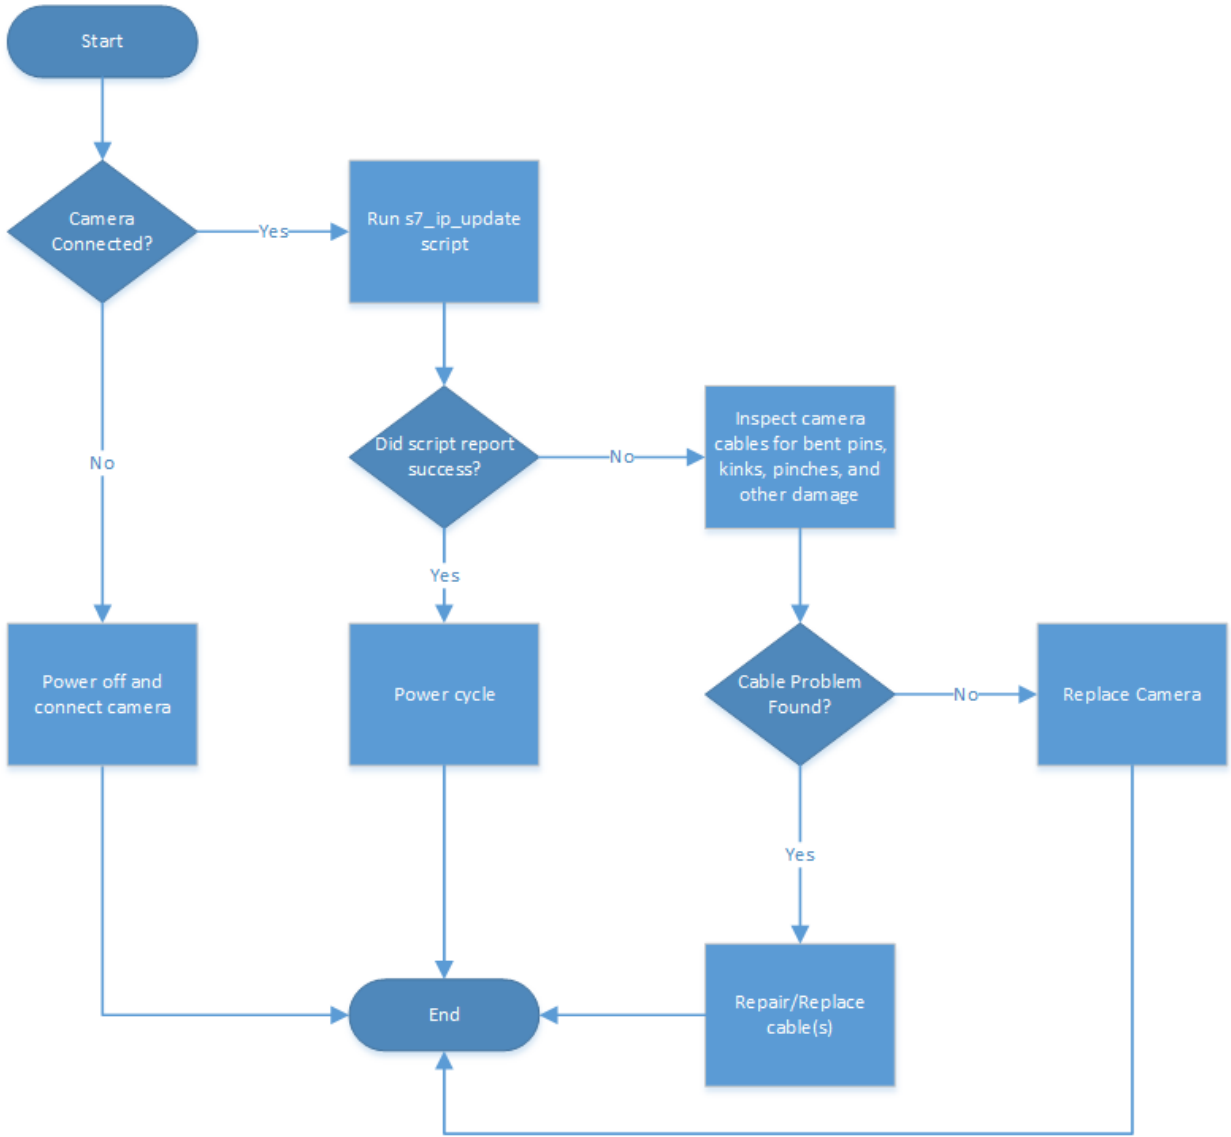 Start
Camera
Connected?
Yes
Run s7_ip_update
script
No
Did script report
success?
No
Inspect camera
cables for bent pins,
kinks, pinches, and
other damage
Yes
Power off and
connect camera
Power cycle
Cable Problem
Found?
No
Replace Camera
Yes
End
Repair/Replace
cable(s)